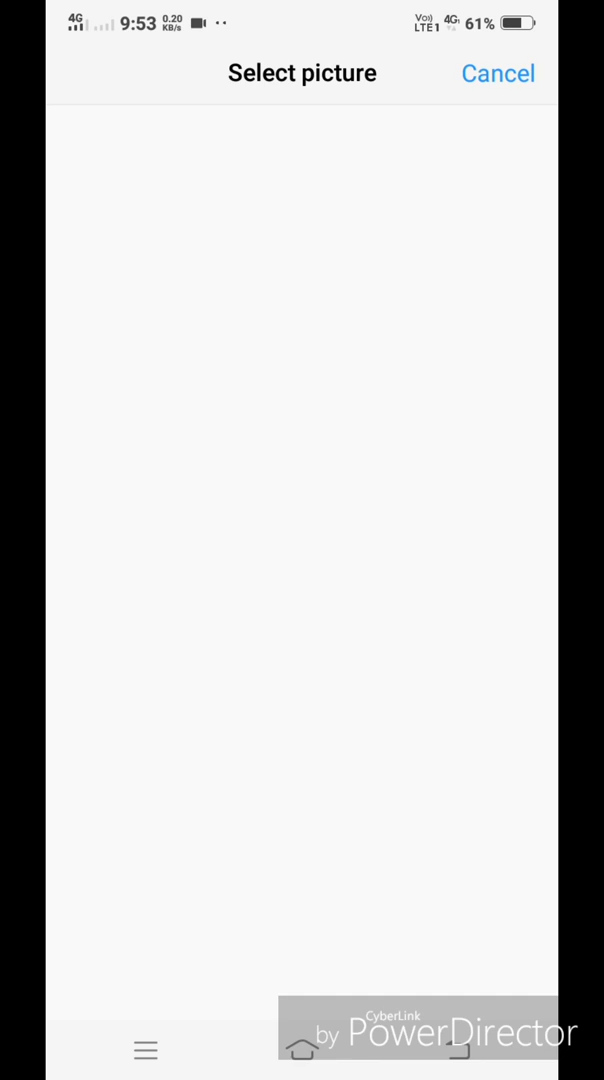 4G 9:53 0.20 KB/s Vo)) LTE1 4G 61%
Select picture Cancel
CyberLink
by PowerDirector